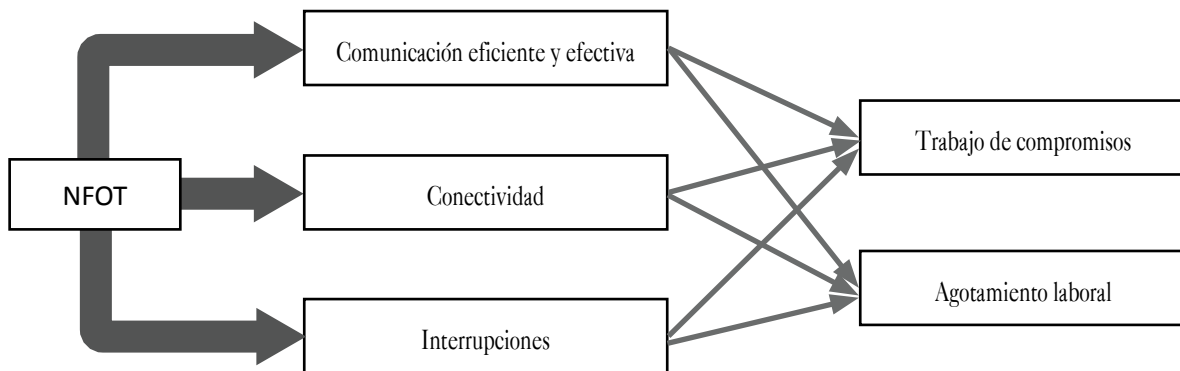 Comunicación eficiente y efectiva
Trabajo de compromisos
NFOT
Conectividad
Agotamiento laboral
Interrupciones